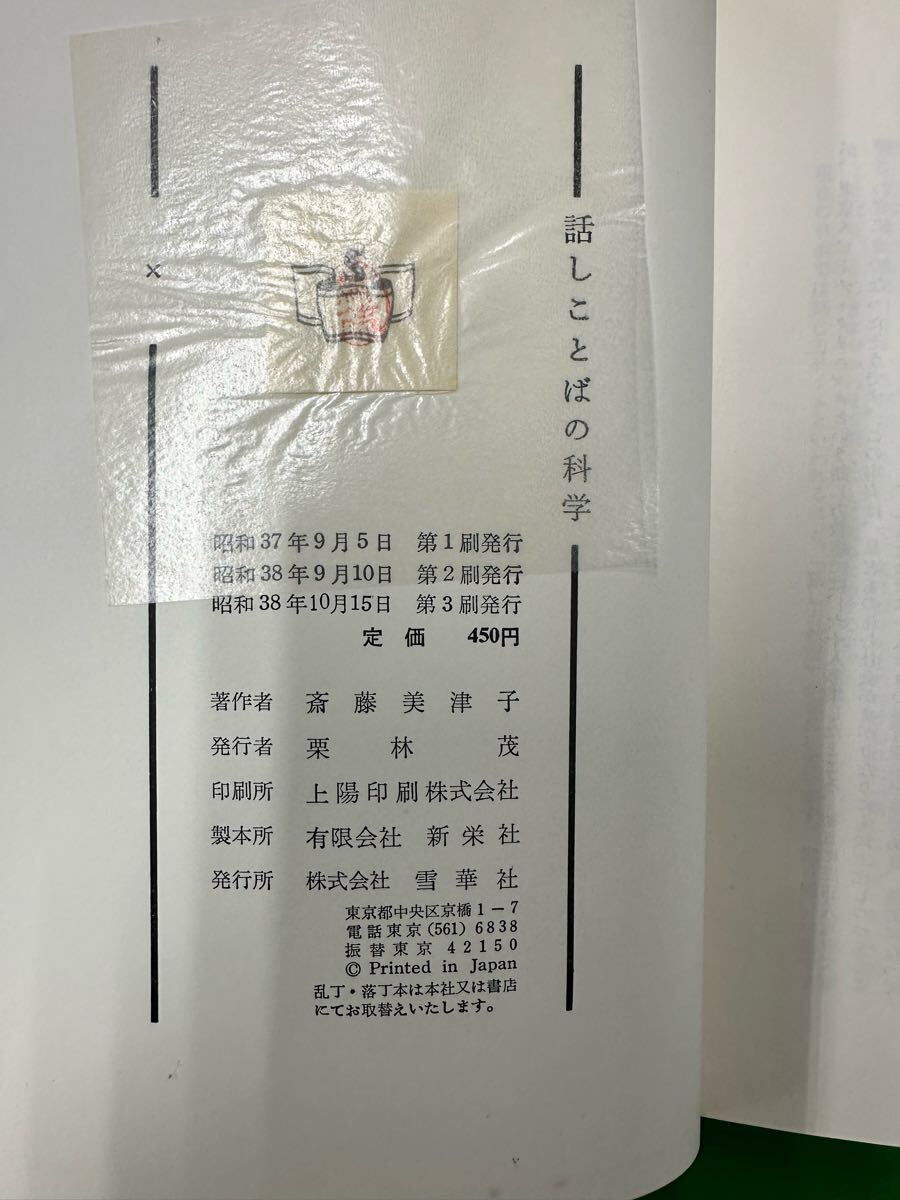 話しことばの科学
×
昭和37年9月5日 第1刷発行
昭和38年9月10日 第2刷発行
昭和38年10月15日 第3刷発行
定価 450円
著作者 斎藤美津子
発行者 栗林茂
印刷所 上陽印刷株式会社
製本所 有限会社 新栄社
発行所 株式会社 雪華社
東京都中央区京橋1−7
電話東京(561)6838
振替東京 42150
© Printed in Japan
乱丁・落丁本は本社又は書店
にてお取替えいたします。